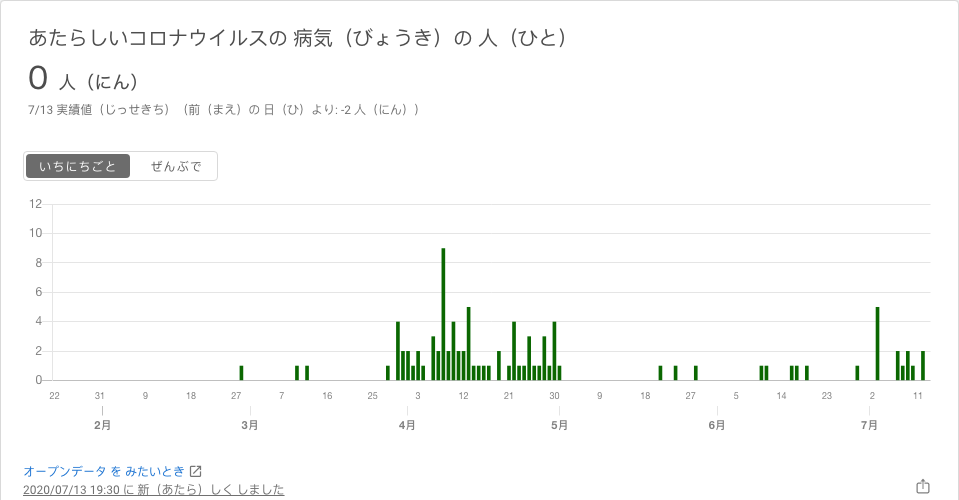 あたらしいコロナウイルスの 病気（びょうき）の 人（ひと）
0 人（にん）
7/13 実績値（じっせきち）（前（まえ）の 日（ひ）より: -2 人（にん））
いちにちごと ぜんぶで
12
10
8
6
4
2
0
22 31 9 18 27 7 16 25 3 12 21 30 9 18 27 5 14 23 2 11
2月 3月 4月 5月 6月 7月
オープンデータ を みたいとき
2020/07/13 19:30 に 新（あたら）しく しました